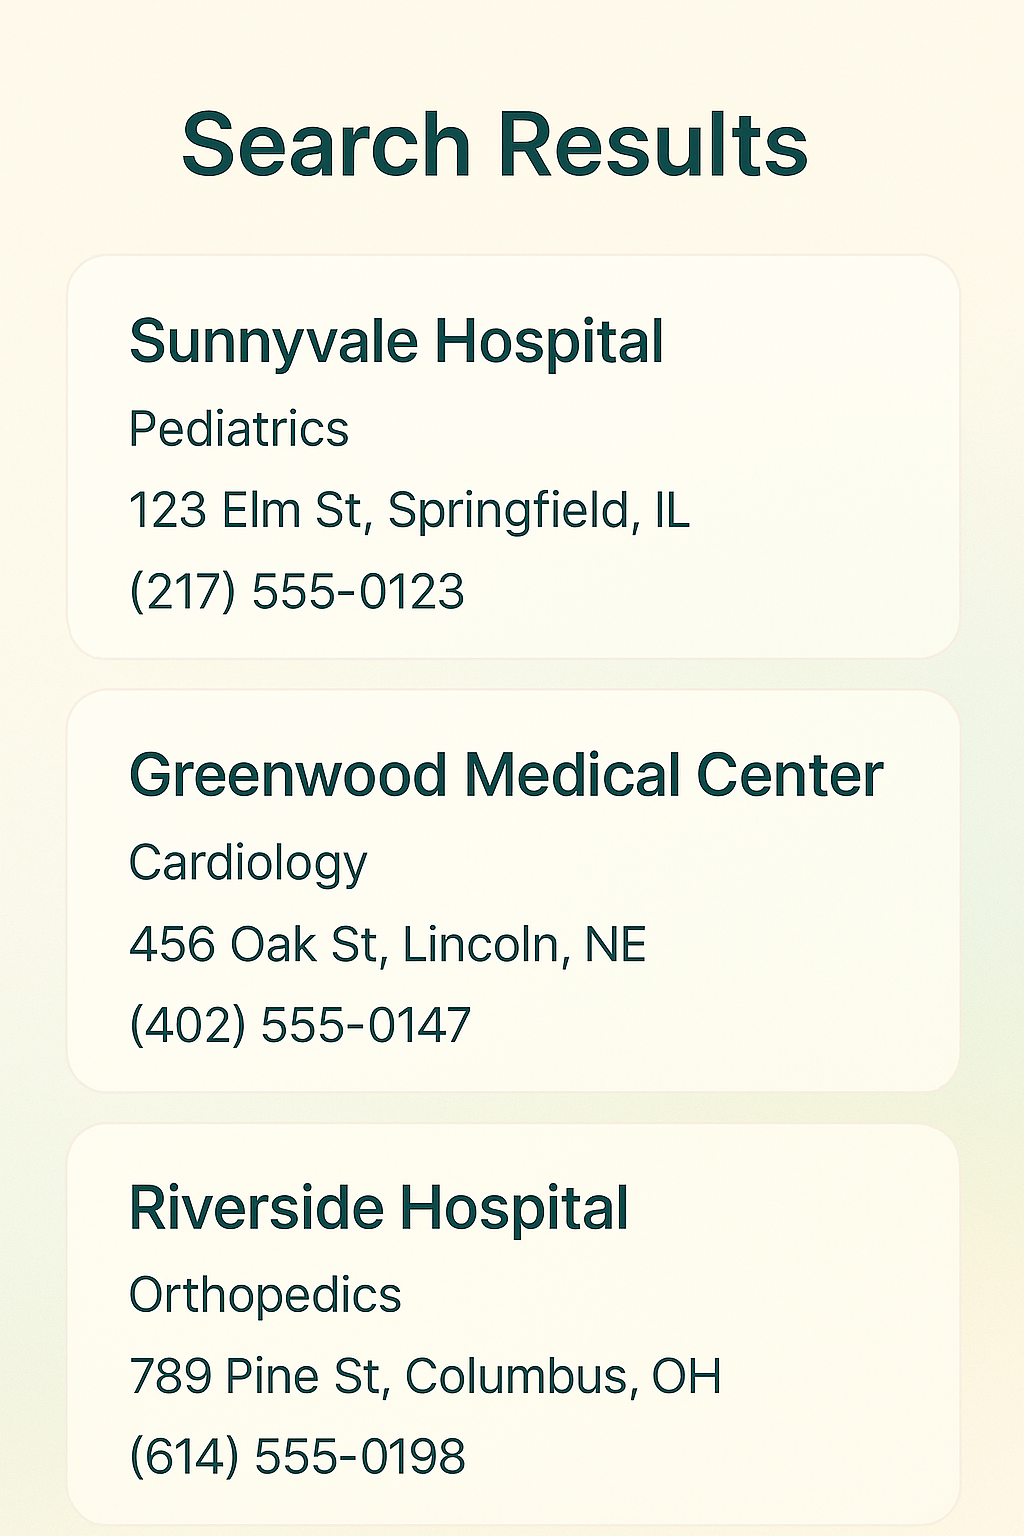 Search Results
Sunnyvale Hospital
Pediatrics
123 Elm St, Springfield, IL
(217) 555-0123
Greenwood Medical Center
Cardiology
456 Oak St, Lincoln, NE
(402) 555-0147
Riverside Hospital
Orthopedics
789 Pine St, Columbus, OH
(614) 555-0198